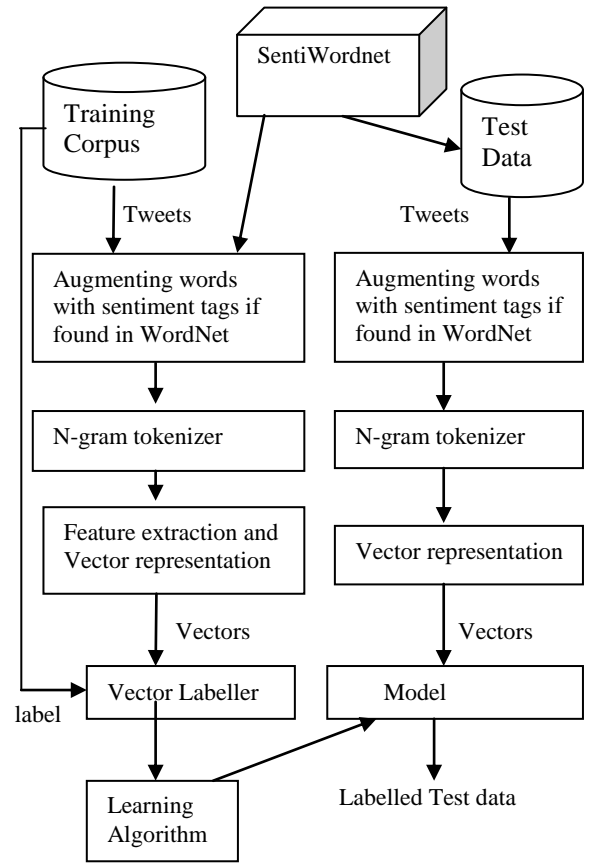 SentiWordnet
Training
Corpus
Test
Data
Tweets
Tweets
Augmenting words
with sentiment tags if
found in WordNet
Augmenting words
with sentiment tags if
found in WordNet
N-gram tokenizer
N-gram tokenizer
Feature extraction and
Vector representation
Vector representation
Vectors
Vectors
Vector Labeller
Model
label
Learning
Algorithm
Labelled Test data